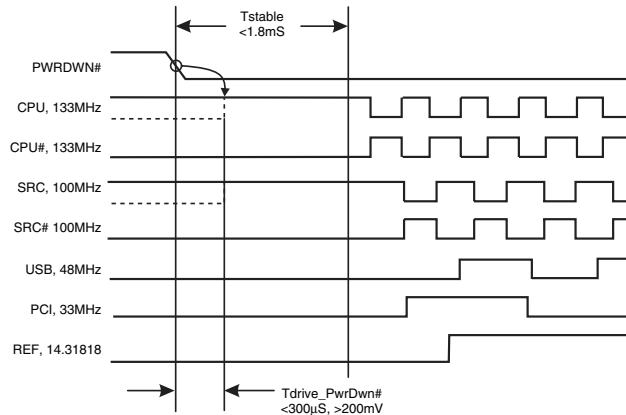 Tstable
<1.8mS
PWRDWN#
CPU, 133MHz
CPU#, 133MHz
SRC, 100MHz
SRC# 100MHz
USB, 48MHz
PCI, 33MHz
REF, 14.31818
Tdrive_PwrDwn#
<300µS, >200mV